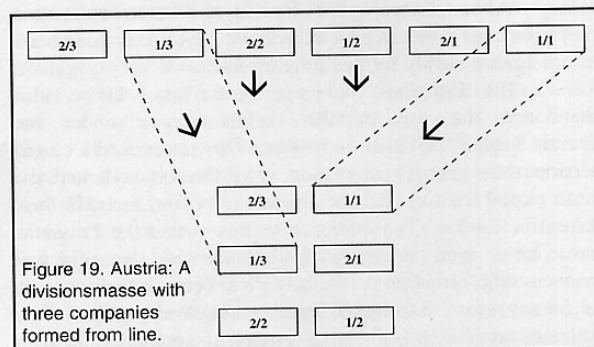 2/3 1/3 2/2 1/2 2/1 1/1
2/3 1/1
1/3 2/1
2/2 1/2
Figure 19. Austria: A
divisionsmasse with
three companies
formed from line.